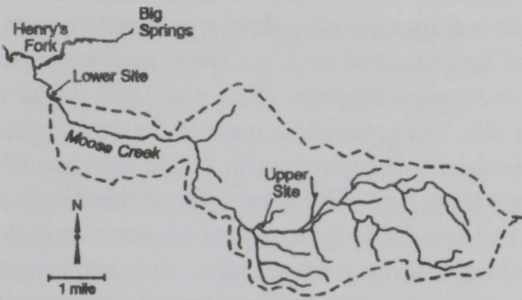 Big
Springs
Henry's
Fork
Lower Site
Moose Creek
Upper
Site
N
1 mile